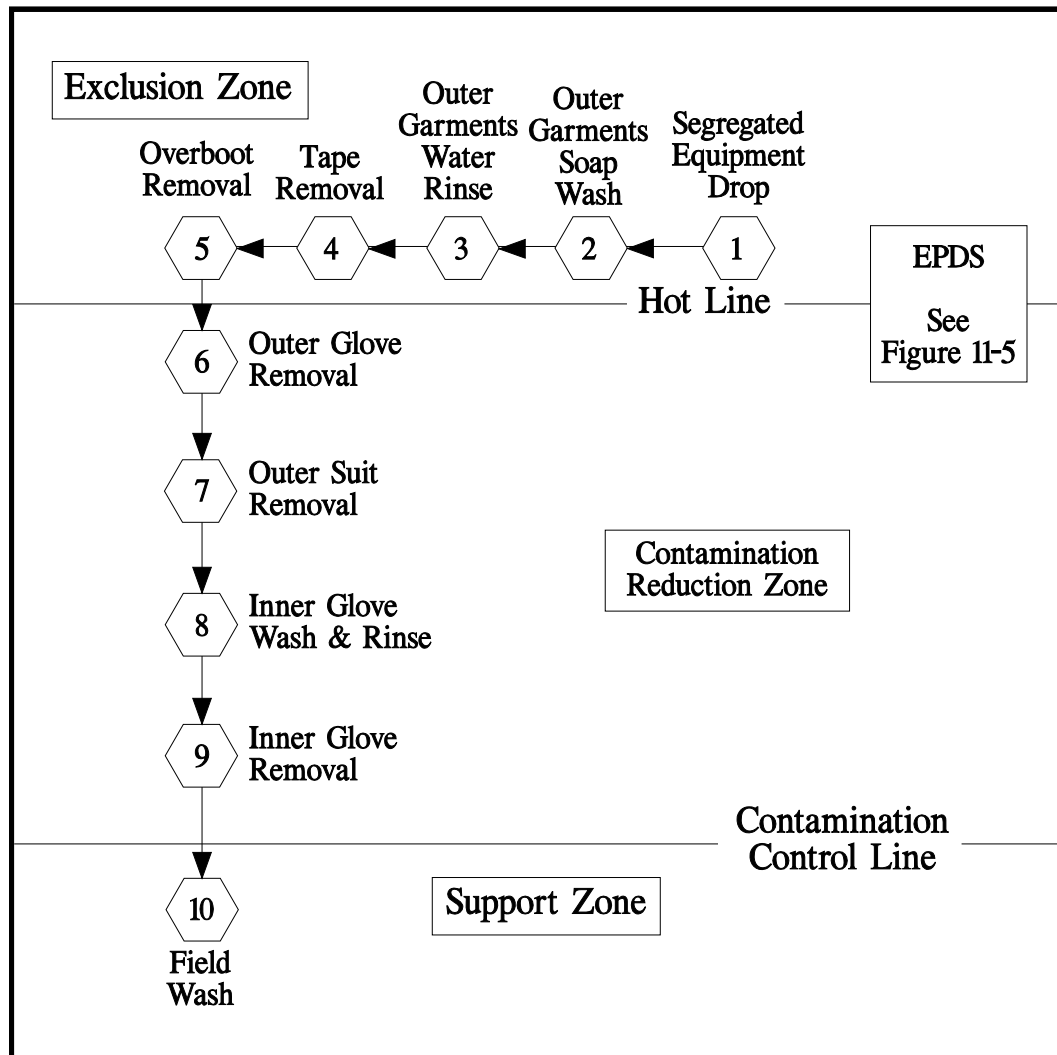 Exclusion Zone
Overboot
Removal
Tape
Removal
Outer
Garments
Water
Rinse
Outer
Garments
Soap
Wash
Segregated
Equipment
Drop
5
4
3
2
1
EPDS
See
Figure 11-5
Hot Line
6
Outer Glove
Removal
7
Outer Suit
Removal
Contamination
Reduction Zone
8
Inner Glove
Wash & Rinse
9
Inner Glove
Removal
Contamination
Control Line
10
Field
Wash
Support Zone